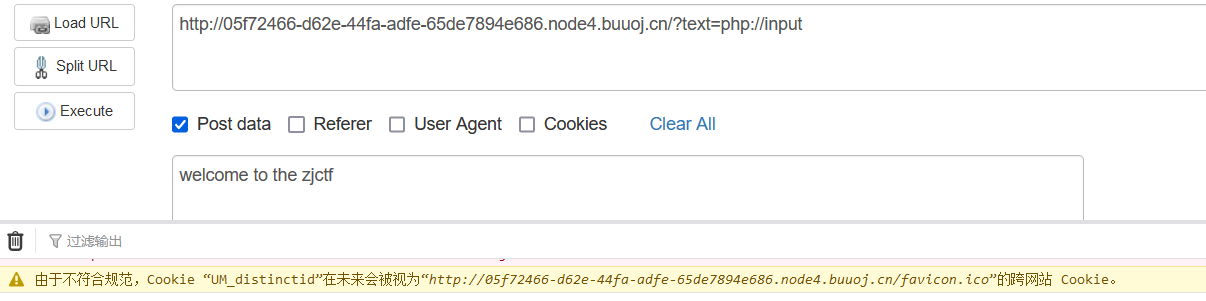 Load URL
http://05f72466-d62e-44fa-adfe-65de7894e686.node4.buuoj.cn/?text=php://input
Split URL
Execute
Post data Referer User Agent Cookies Clear All
welcome to the zjctf
过滤输出
由于不符合规范，Cookie “UM_distinctid”在未来会被视为“http://05f72466-d62e-44fa-adfe-65de7894e686.node4.buuoj.cn/favicon.ico”的跨网站 Cookie。